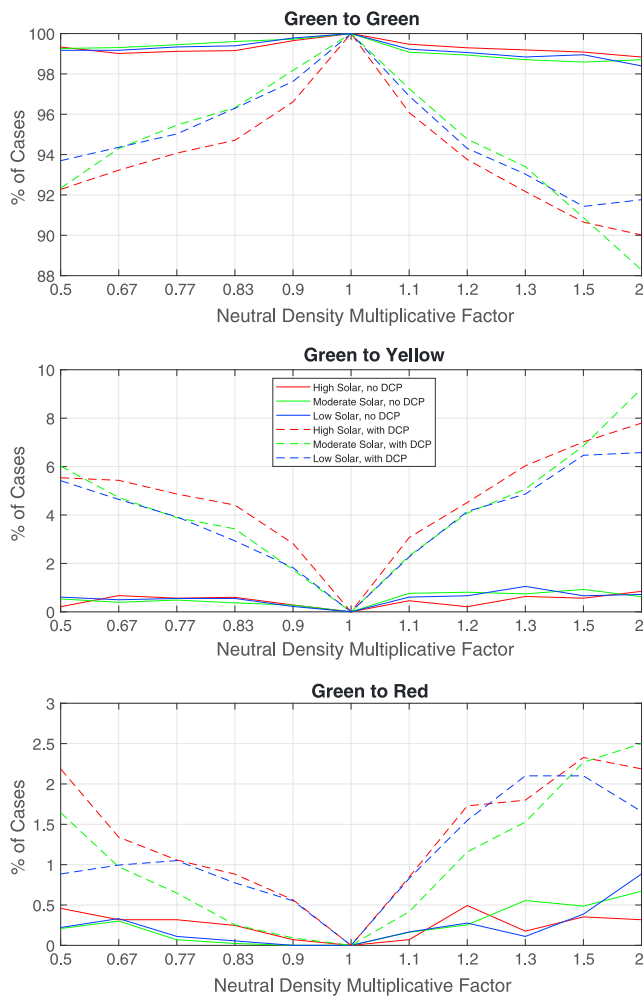 Green to Green
100
98
96
94
92
90
88
% of Cases
0.5 0.67 0.77 0.83 0.9 1 1.1 1.2 1.3 1.5 2
Neutral Density Multiplicative Factor
Green to Yellow
10
8
6
4
2
0
% of Cases
High Solar, no DCP
Moderate Solar, no DCP
Low Solar, no DCP
High Solar, with DCP
Moderate Solar, with DCP
Low Solar, with DCP
0.5 0.67 0.77 0.83 0.9 1 1.1 1.2 1.3 1.5 2
Neutral Density Multiplicative Factor
Green to Red
3
2.5
2
1.5
1
0.5
0
% of Cases
0.5 0.67 0.77 0.83 0.9 1 1.1 1.2 1.3 1.5 2
Neutral Density Multiplicative Factor